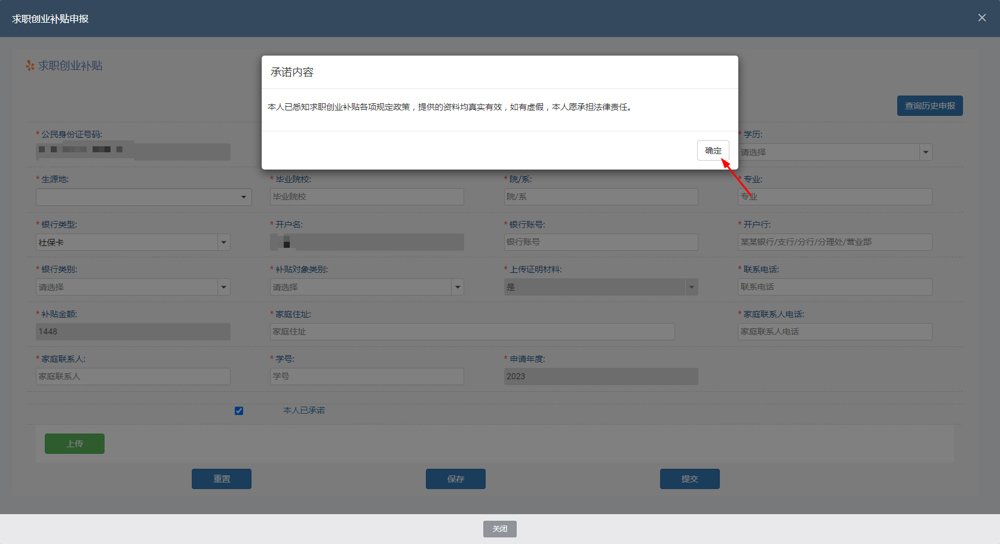 求职创业补贴申报
求职创业补贴
承诺内容
本人已悉知求职创业补贴各项规定政策，提供的资料均真实有效，如有虚假，本人愿承担法律责任。
确定
查询历史申报
* 公民身份证号码:
* 学历:
请选择
* 生源地:
* 毕业院校:
毕业院校
* 院/系:
院/系
* 专业:
专业
* 银行类型:
社保卡
* 开户名:
* 银行账号:
银行账号
* 开户行:
某某银行/支行/分行/分理处/营业部
* 银行类别:
请选择
* 补贴对象类别:
请选择
* 上传证明材料:
是
* 联系电话:
联系电话
* 补贴金额:
1448
* 家庭住址:
家庭住址
* 家庭联系人电话:
家庭联系人电话
* 家庭联系人:
家庭联系人
* 学号:
学号
* 申请年度:
2023
本人已承诺
上传
重置
保存
提交
关闭